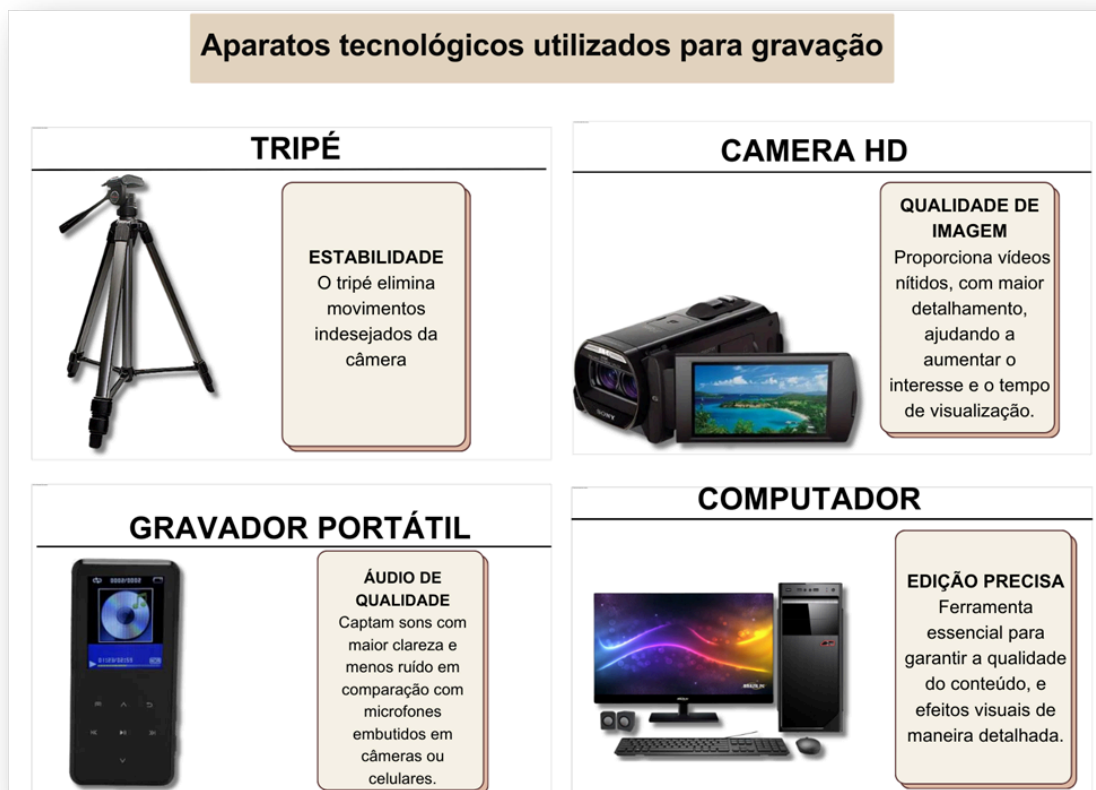 Aparatos tecnológicos utilizados para gravação
TRIPÉ
ESTABILIDADE
O tripé elimina
movimentos
indesejados da
câmera
CAMERA HD
QUALIDADE DE
IMAGEM
Proporciona vídeos
nítidos, com maior
detalhamento,
ajudando a
aumentar o
interesse e o tempo
de visualização.
SONY
GRAVADOR PORTÁTIL
ÁUDIO DE
QUALIDADE
Captam sons com
maior clareza e
menos ruído em
comparação com
microfones
embutidos em
câmeras ou
celulares.
COMPUTADOR
EDIÇÃO PRECISA
Ferramenta
essencial para
garantir a qualidade
do conteúdo, e
efeitos visuais de
maneira detalhada.